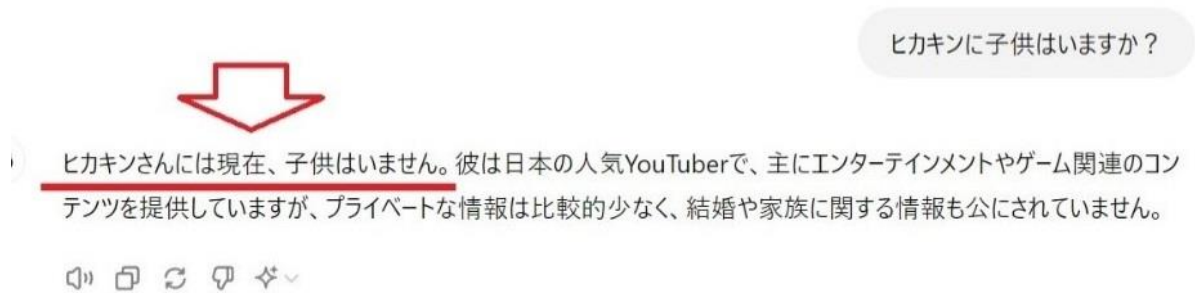 ヒカキンに子供はいますか？
ヒカキンさんには現在、子供はいません。彼は日本の人気YouTuberで、主にエンターテインメントやゲーム関連のコン
テンツを提供していますが、プライベートな情報は比較的少なく、結婚や家族に関する情報も公にされていません。